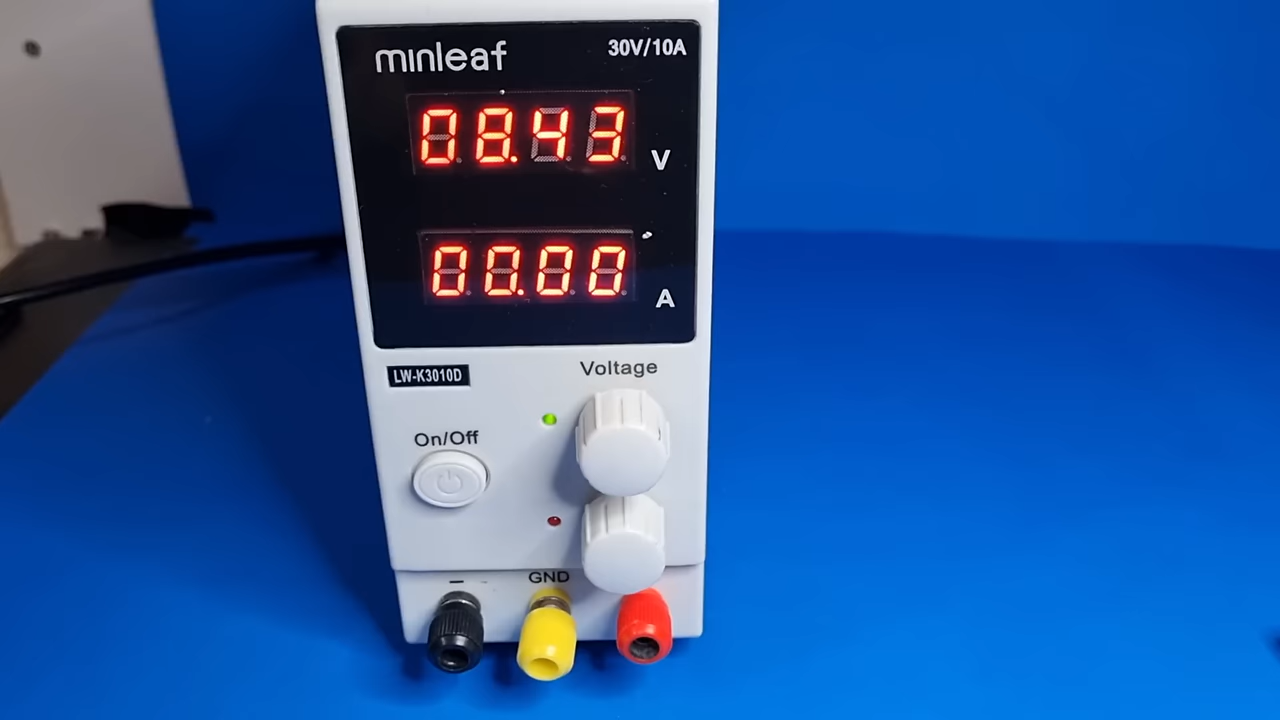 minleaf
30V/10A
08.43
V
00.00
A
LW-K3010D
Voltage
On/Off
–
GND